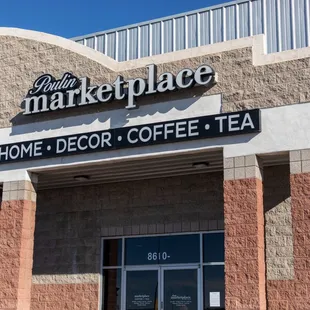 Poulin
marketplace
HOME • DECOR • COFFEE • TEA
8610-